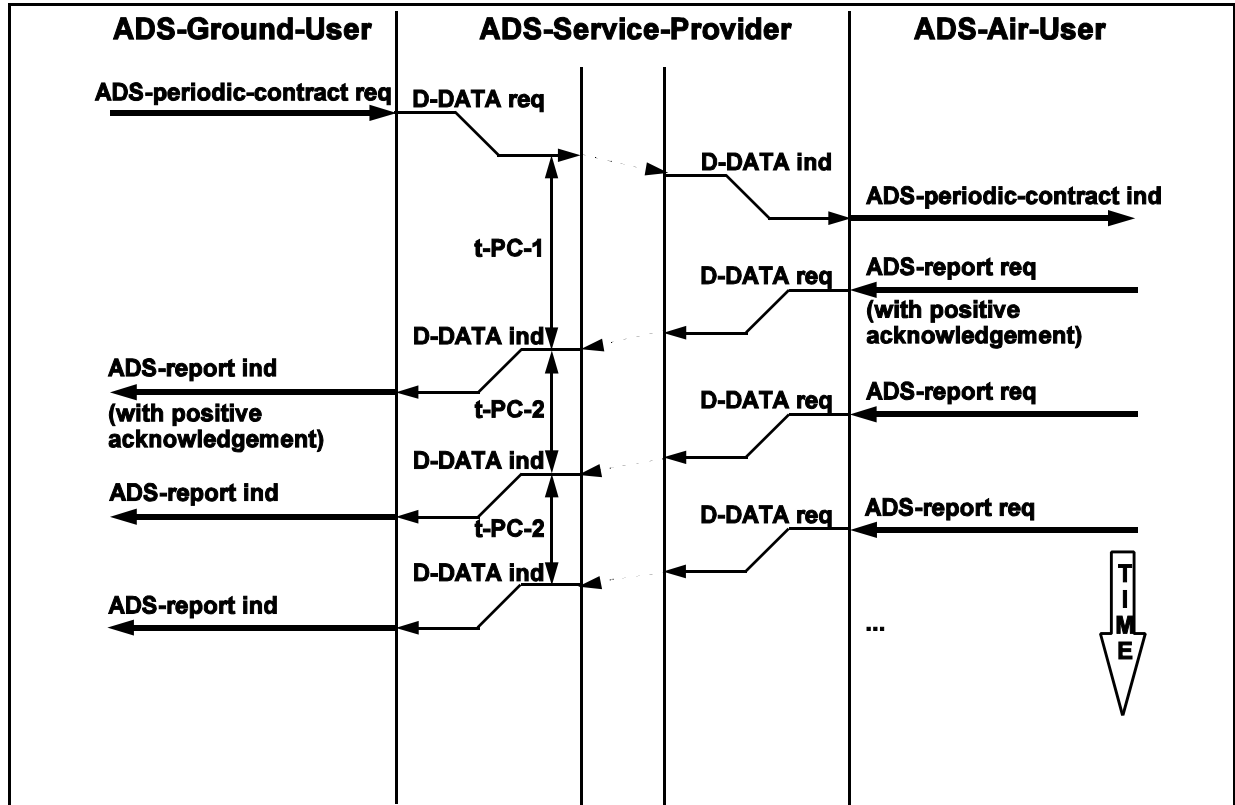 ADS-Ground-User
ADS-Service-Provider
ADS-Air-User
ADS-periodic-contract req
D-DATA req
D-DATA ind
ADS-periodic-contract ind
t-PC-1
D-DATA req
ADS-report req
(with positive
acknowledgement)
D-DATA ind
ADS-report ind
(with positive
acknowledgement)
t-PC-2
D-DATA req
ADS-report req
D-DATA ind
ADS-report ind
t-PC-2
D-DATA req
ADS-report req
D-DATA ind
ADS-report ind
...
TIME